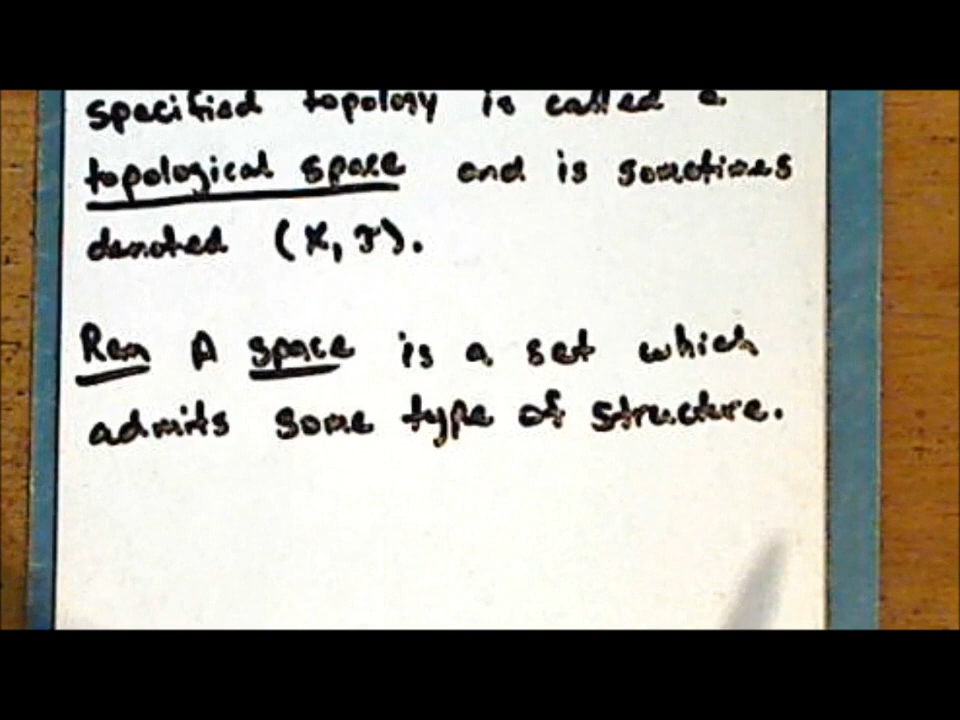 specified topology is called a
topological space and is sometimes
denoted (X, 𝒯).
Rem A space is a set which
admits some type of structure.